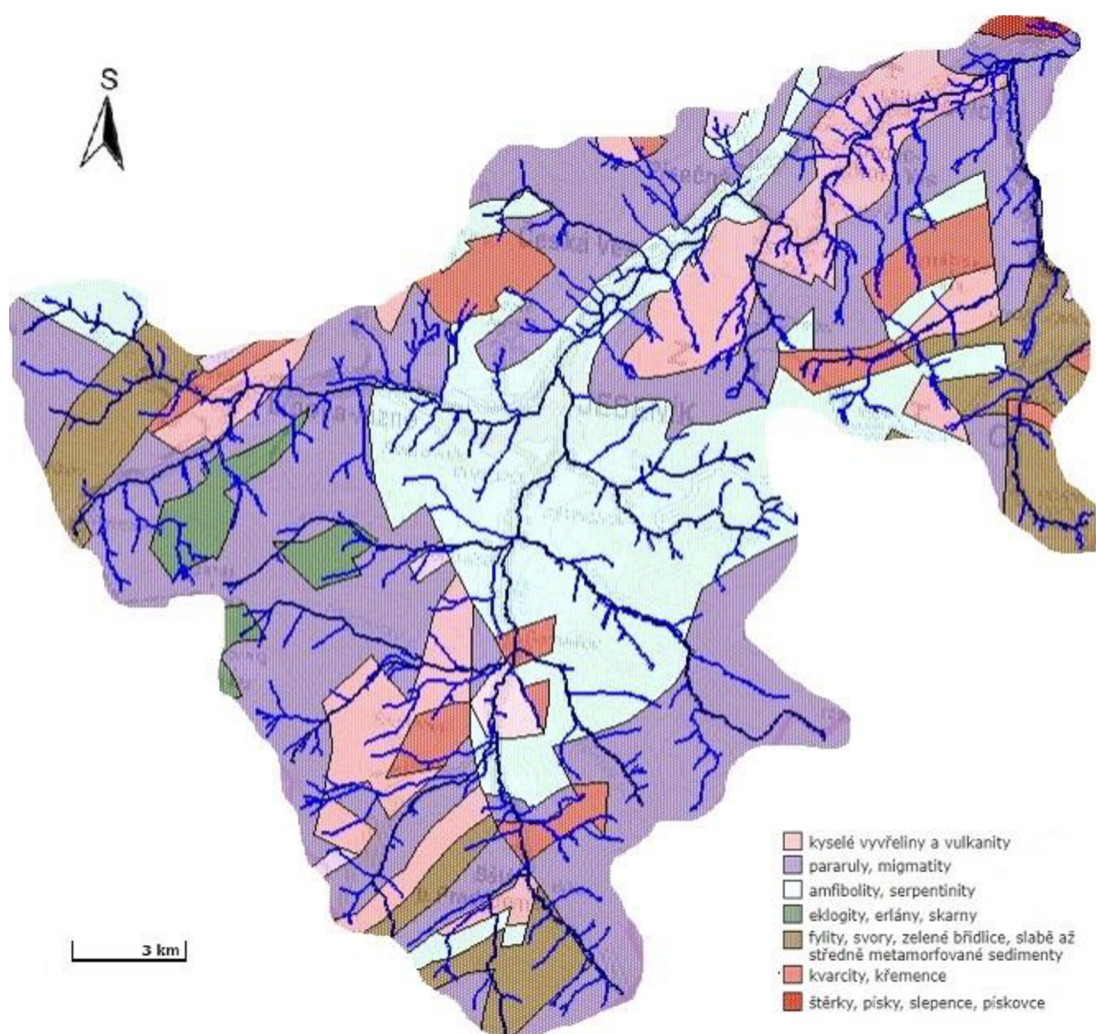 S
JESENÍK
kyselé vyvřeliny a vulkanity
pararuly, migmatity
amfibolity, serpentinity
eklogity, erlány, skarny
fylity, svory, zelené břidlice, slabě až
středně metamorfované sedimenty
kvarcity, křemence
štěrky, písky, slepence, pískovce
3 km